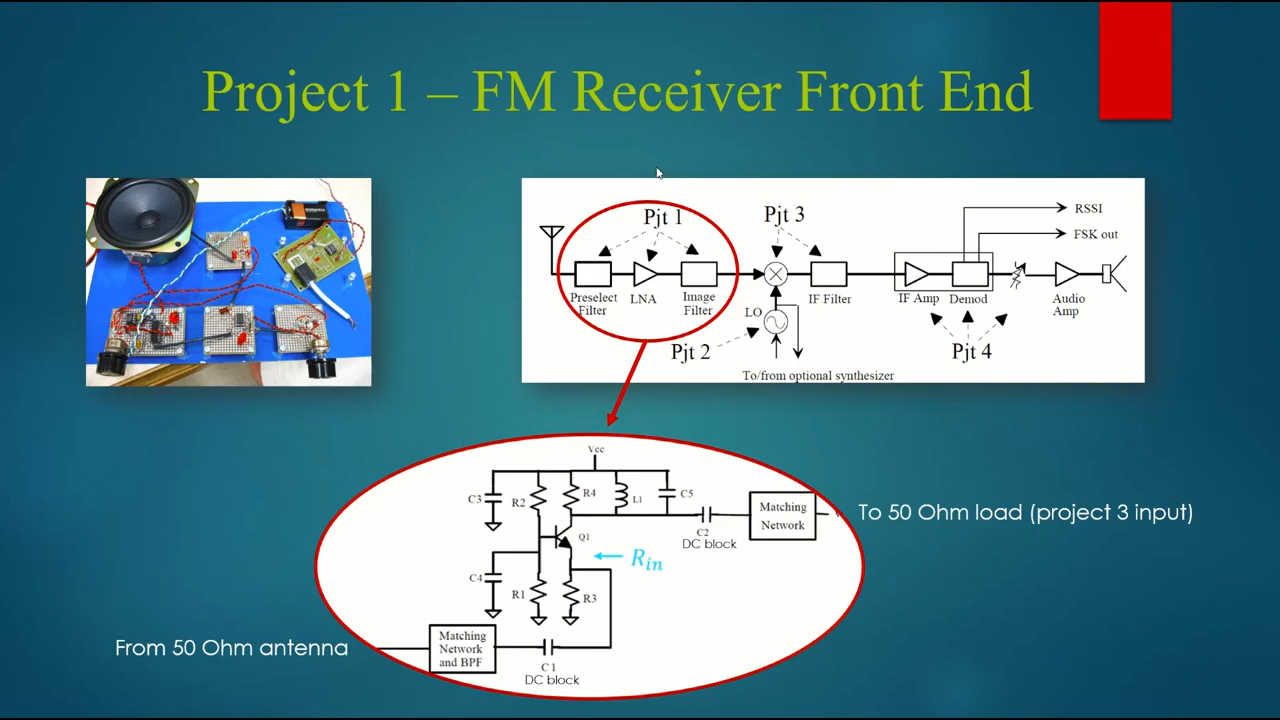 Project 1 – FM Receiver Front End
Pjt 1
Pjt 3
RSSI
FSK out
Preselect
Filter
LNA
Image
Filter
LO
IF Filter
IF Amp
Demod
Audio
Amp
Pjt 2
Pjt 4
To/from optional synthesizer
Vcc
C3
R2
R4
L1
C5
Matching
Network
To 50 Ohm load (project 3 input)
C2
DC block
Q1
Rin
C4
R1
R3
From 50 Ohm antenna
Matching
Network
and BPF
C1
DC block